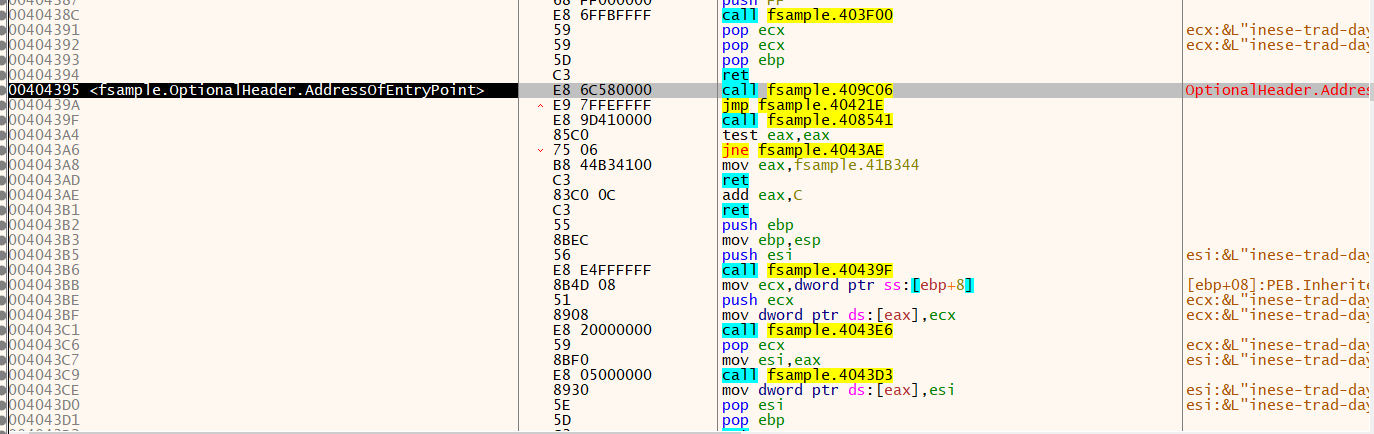 68 FF000000 push FF
0040438C E8 6FFBFFFF call fsample.403F00
00404391 59 pop ecx ecx:&L"inese-trad-day
00404392 59 pop ecx ecx:&L"inese-trad-day
00404393 5D pop ebp
00404394 C3 ret
00404395 <fsample.OptionalHeader.AddressOfEntryPoint> E8 6C580000 call fsample.409C06 OptionalHeader.Addres
0040439A E9 7FFEFFFF jmp fsample.40421E
0040439F E8 9D410000 call fsample.408541
004043A4 85C0 test eax,eax
004043A6 75 06 jne fsample.4043AE
004043A8 B8 44B34100 mov eax,fsample.41B344
004043AD C3 ret
004043AE 83C0 0C add eax,C
004043B1 C3 ret
004043B2 55 push ebp
004043B3 8BEC mov ebp,esp
004043B5 56 push esi esi:&L"inese-trad-day
004043B6 E8 E4FFFFFF call fsample.40439F
004043BB 8B4D 08 mov ecx,dword ptr ss:[ebp+8] [ebp+08]:PEB.Inherite
004043BE 51 push ecx ecx:&L"inese-trad-day
004043BF 8908 mov dword ptr ds:[eax],ecx ecx:&L"inese-trad-day
004043C1 E8 20000000 call fsample.4043E6
004043C6 59 pop ecx ecx:&L"inese-trad-day
004043C7 8BF0 mov esi,eax esi:&L"inese-trad-day
004043C9 E8 05000000 call fsample.4043D3
004043CE 8930 mov dword ptr ds:[eax],esi esi:&L"inese-trad-day
004043D0 5E pop esi esi:&L"inese-trad-day
004043D1 5D pop ebp